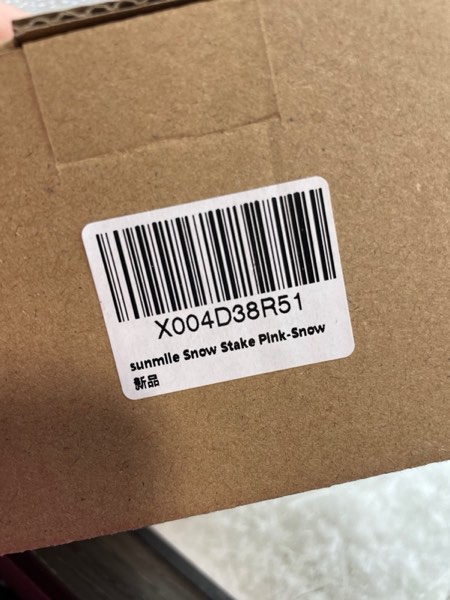 X004D38R51
sunmile Snow Stake Pink-Snow
新品